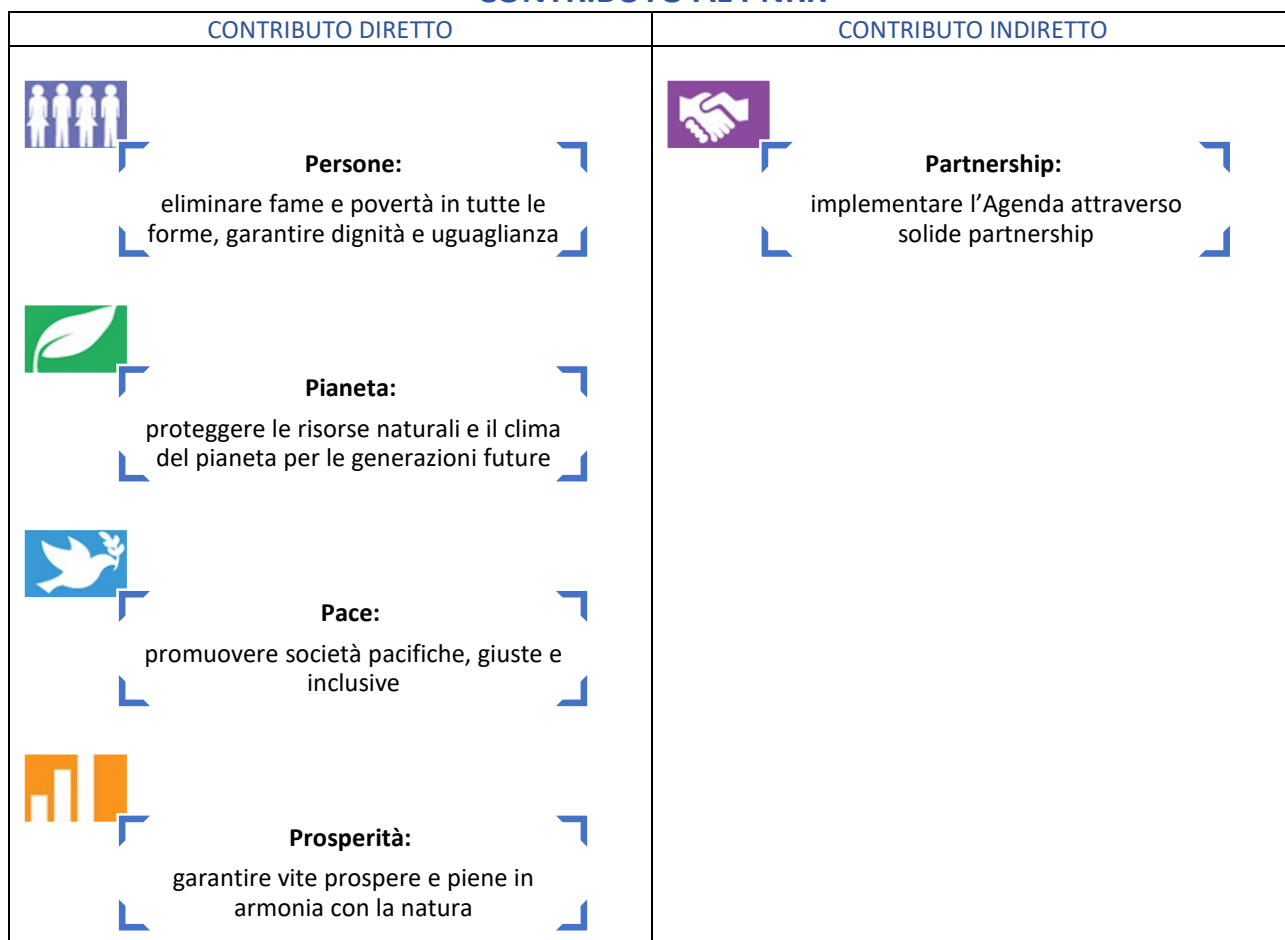 CONTRIBUTO DIRETTO
CONTRIBUTO INDIRETTO
Persone:
eliminare fame e povertà in tutte le
forme, garantire dignità e uguaglianza
Pianeta:
proteggere le risorse naturali e il clima
del pianeta per le generazioni future
Pace:
promuovere società pacifiche, giuste e
inclusive
Prosperità:
garantire vite prospere e piene in
armonia con la natura
Partnership:
implementare l’Agenda attraverso
solide partnership